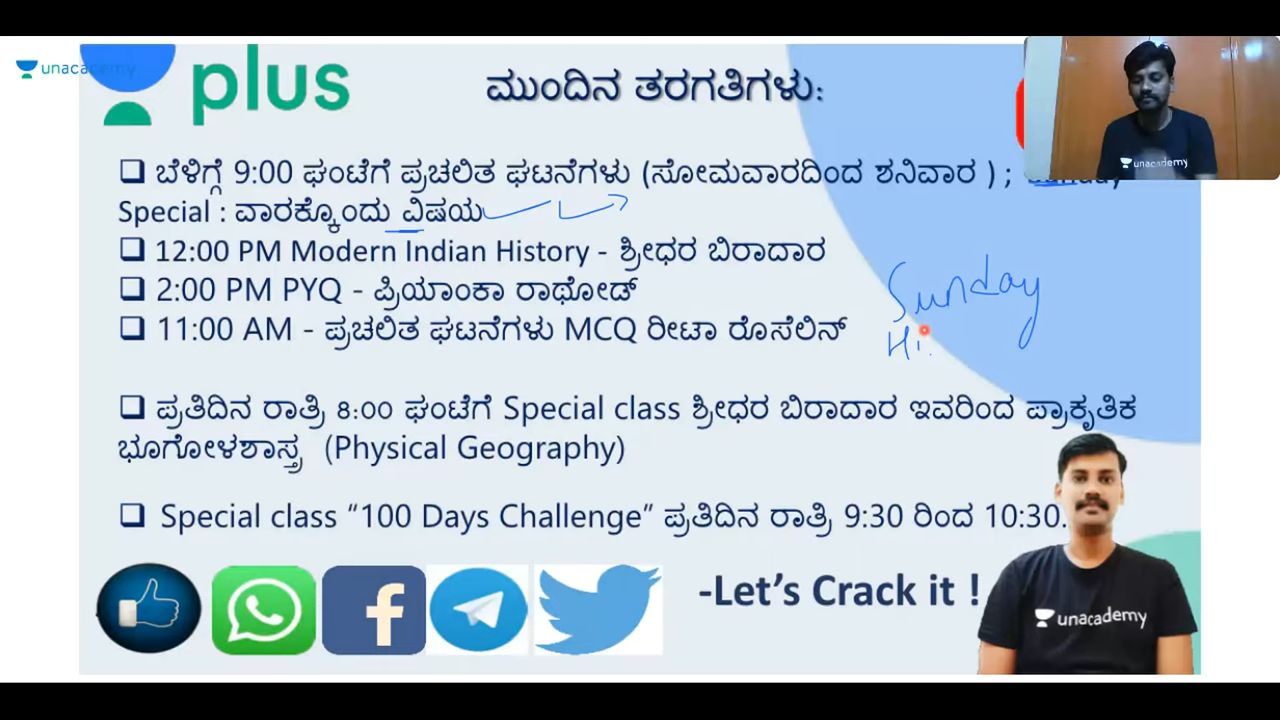 unacademy
plus
ಮುಂದಿನ ತರಗತಿಗಳು:
❑ ಬೆಳಿಗ್ಗೆ 9:00 ಘಂಟೆಗೆ ಪ್ರಚಲಿತ ಘಟನೆಗಳು (ಸೋಮವಾರದಿಂದ ಶನಿವಾರ ) ;
Special : ವಾರಕ್ಕೊಂದು ವಿಷಯ
❑ 12:00 PM Modern Indian History - ಶ್ರೀಧರ ಬಿರಾದಾರ
❑ 2:00 PM PYQ - ಪ್ರಿಯಾಂಕಾ ರಾಥೋಡ್
❑ 11:00 AM - ಪ್ರಚಲಿತ ಘಟನೆಗಳು MCQ ರೀಟಾ ರೊಸೆಲಿನ್
Sunday
Hi
❑ ಪ್ರತಿದಿನ ರಾತ್ರಿ 8:00 ಘಂಟೆಗೆ Special class ಶ್ರೀಧರ ಬಿರಾದಾರ ಇವರಿಂದ ಪ್ರಾಕೃತಿಕ
ಭೂಗೋಳಶಾಸ್ತ್ರ (Physical Geography)
❑ Special class “100 Days Challenge” ಪ್ರತಿದಿನ ರಾತ್ರಿ 9:30 ರಿಂದ 10:30.
-Let’s Crack it !
unacademy
unacademy